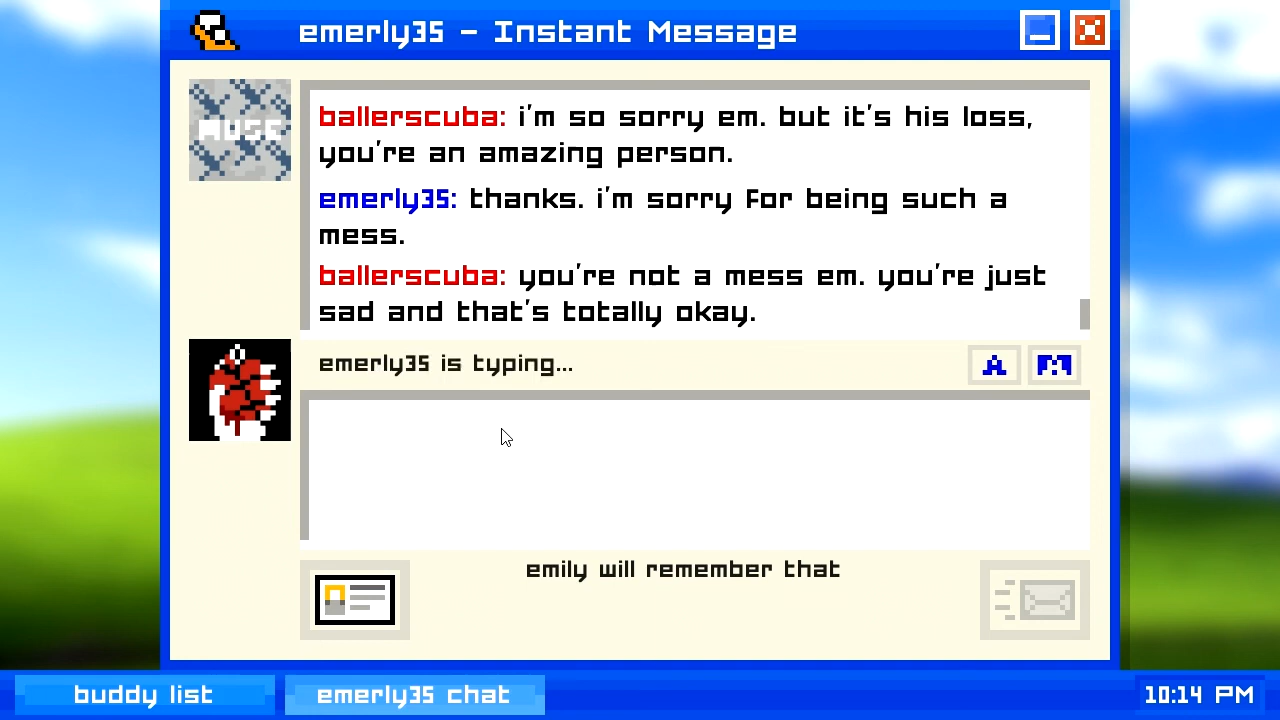 emerly35 - Instant Message
MUSE
ballerscuba: i'm so sorry em. but it's his loss,
you're an amazing person.
emerly35: thanks. i'm sorry for being such a
mess.
ballerscuba: you're not a mess em. you're just
sad and that's totally okay.
emerly35 is typing...
A
emily will remember that
buddy list
emerly35 chat
10:14 PM